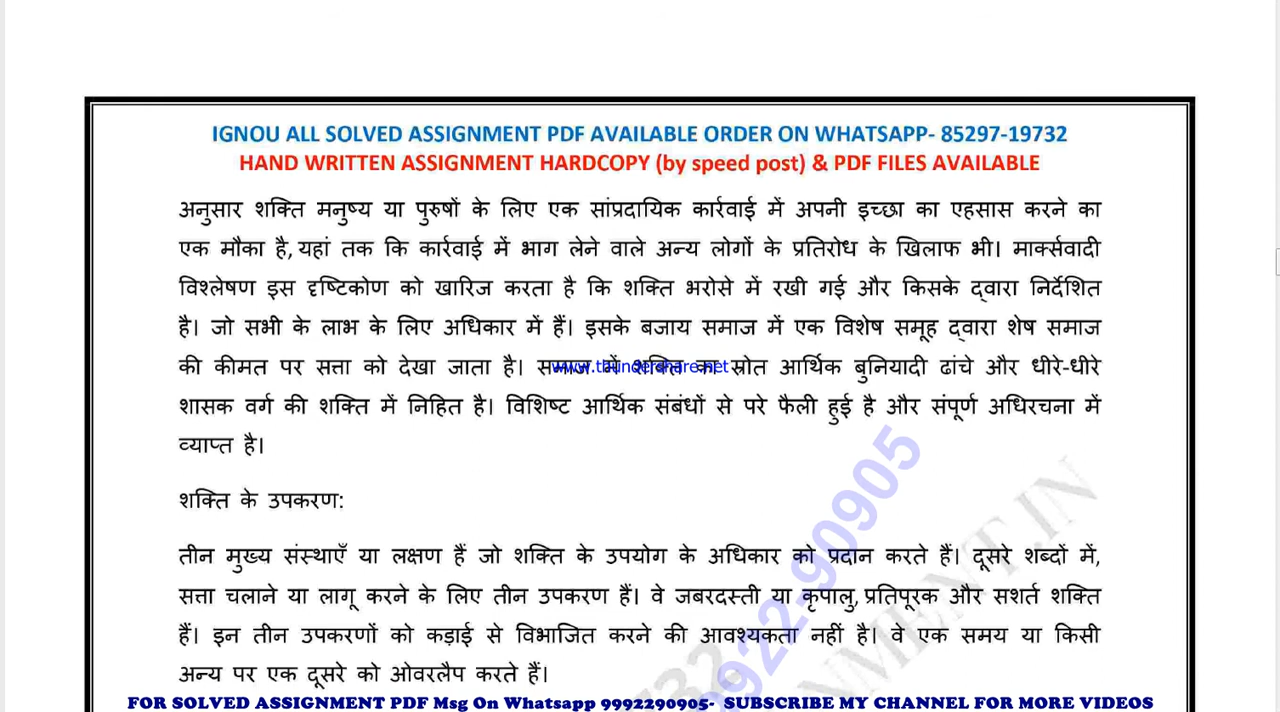 IGNOU ALL SOLVED ASSIGNMENT PDF AVAILABLE ORDER ON WHATSAPP- 85297-19732
HAND WRITTEN ASSIGNMENT HARDCOPY (by speed post) & PDF FILES AVAILABLE
अनुसार शक्ति मनुष्य या पुरुषों के लिए एक सांप्रदायिक कार्रवाई में अपनी इच्छा का एहसास करने का
एक मौका है, यहां तक कि कार्रवाई में भाग लेने वाले अन्य लोगों के प्रतिरोध के खिलाफ भी। मार्क्सवादी
विश्लेषण इस दृष्टिकोण को खारिज करता है कि शक्ति भरोसे में रखी गई और किसके द्वारा निर्देशित
है। जो सभी के लाभ के लिए अधिकार में हैं। इसके बजाय समाज में एक विशेष समूह द्वारा शेष समाज
की कीमत पर सत्ता को देखा जाता है। समाज में शक्ति का स्रोत आर्थिक बुनियादी ढांचे और धीरे-धीरे
www.thundershare.net
शासक वर्ग की शक्ति में निहित है। विशिष्ट आर्थिक संबंधों से परे फैली हुई है और संपूर्ण अधिरचना में
व्याप्त है।
शक्ति के उपकरण:
तीन मुख्य संस्थाएँ या लक्षण हैं जो शक्ति के उपयोग के अधिकार को प्रदान करते हैं। दूसरे शब्दों में,
सत्ता चलाने या लागू करने के लिए तीन उपकरण हैं। वे जबरदस्ती या कृपालु, प्रतिपूरक और सशर्त शक्ति
हैं। इन तीन उपकरणों को कड़ाई से विभाजित करने की आवश्यकता नहीं है। वे एक समय या किसी
अन्य पर एक दूसरे को ओवरलैप करते हैं।
FOR SOLVED ASSIGNMENT PDF Msg On Whatsapp 9992290905- SUBSCRIBE MY CHANNEL FOR MORE VIDEOS